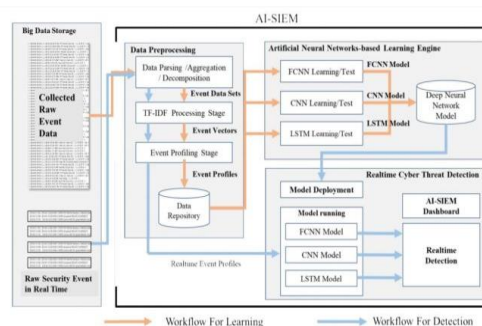 AI-SIEM
Big Data Storage
Collected
Raw
Event
Data
Raw Security Event
in Real Time
Data Preprocessing
Data Parsing /Aggregation
/ Decomposition
Event Data Sets
TF-IDF Processing Stage
Event Vectors
Event Profiling Stage
Event Profiles
Data
Repository
Realtime Event Profiles
Artificial Neural Networks-based Learning Engine
FCNN Model
FCNN Learning/Test
CNN Model
CNN Learning/Test
LSTM Model
LSTM Learning/Test
Deep Neural
Network
Model
Realtime Cyber Threat Detection
Model Deployment
Model running
FCNN Model
CNN Model
LSTM Model
AI-SIEM
Dashboard
Realtime
Detection
Workflow For Learning
Workflow For Detection